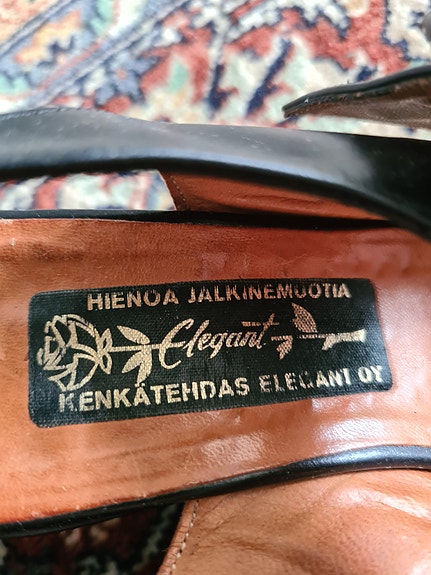 HIENOA JALKINEMUOTIA
Elegant
KENKÄTEHDAS ELEGANT OY